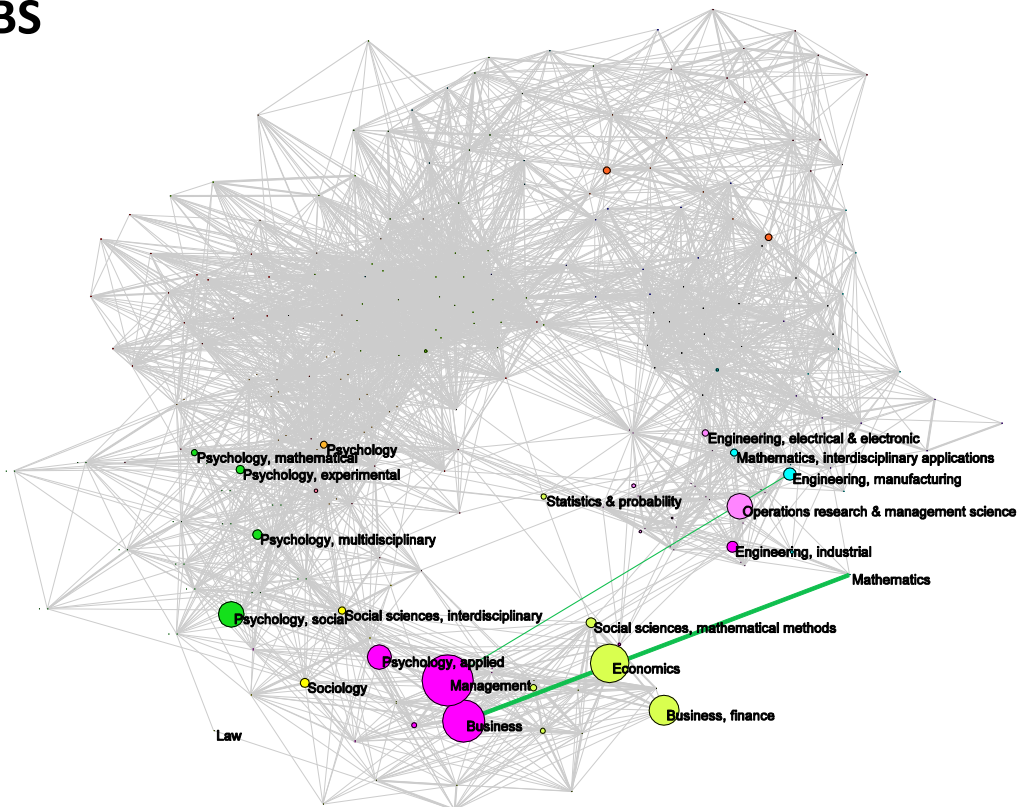 BS
Engineering, electrical & electronic
Psychology
Psychology, mathematical
Mathematics, interdisciplinary applications
Psychology, experimental
Engineering, manufacturing
Statistics & probability
Operations research & management science
Psychology, multidisciplinary
Engineering, industrial
Mathematics
Social sciences, interdisciplinary
Psychology, social
Social sciences, mathematical methods
Psychology, applied
Economics
Management
Sociology
Business, finance
Business
Law